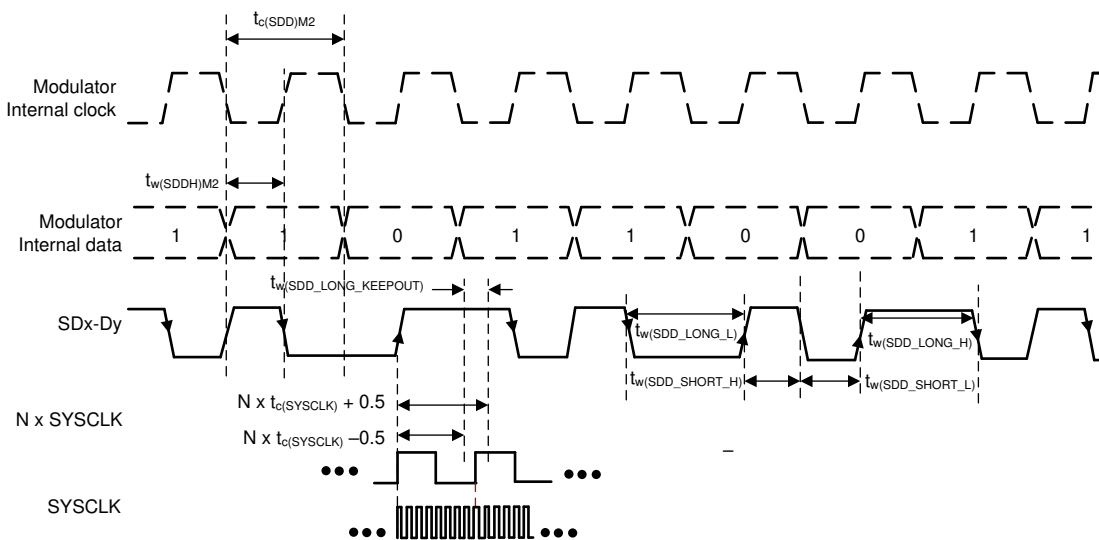 tc(SDD)M2
Modulator
Internal clock
tw(SDDH)M2
Modulator
Internal data
1 1 0 1 1 0 0 1 1
tw(SDD_LONG_KEEPOUT)
SDx-Dy
tw(SDD_LONG_L)
tw(SDD_LONG_H)
tw(SDD_SHORT_H)
tw(SDD_SHORT_L)
N x tc(SYSCLK) + 0.5
N x SYSCLK
N x tc(SYSCLK) –0.5
–
SYSCLK